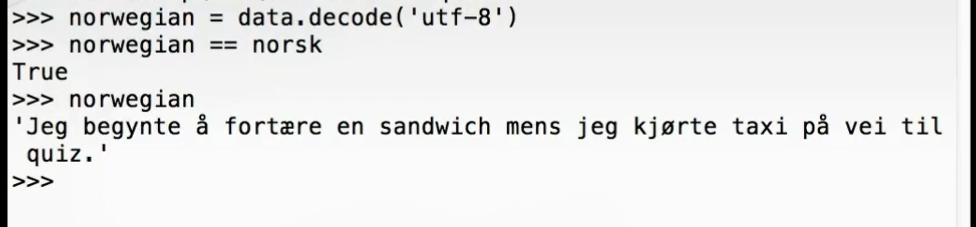 >>> norwegian = data.decode('utf-8')
>>> norwegian == norsk
True
>>> norwegian
'Jeg begynte å fortære en sandwich mens jeg kjørte taxi på vei til
 quiz.'
>>>